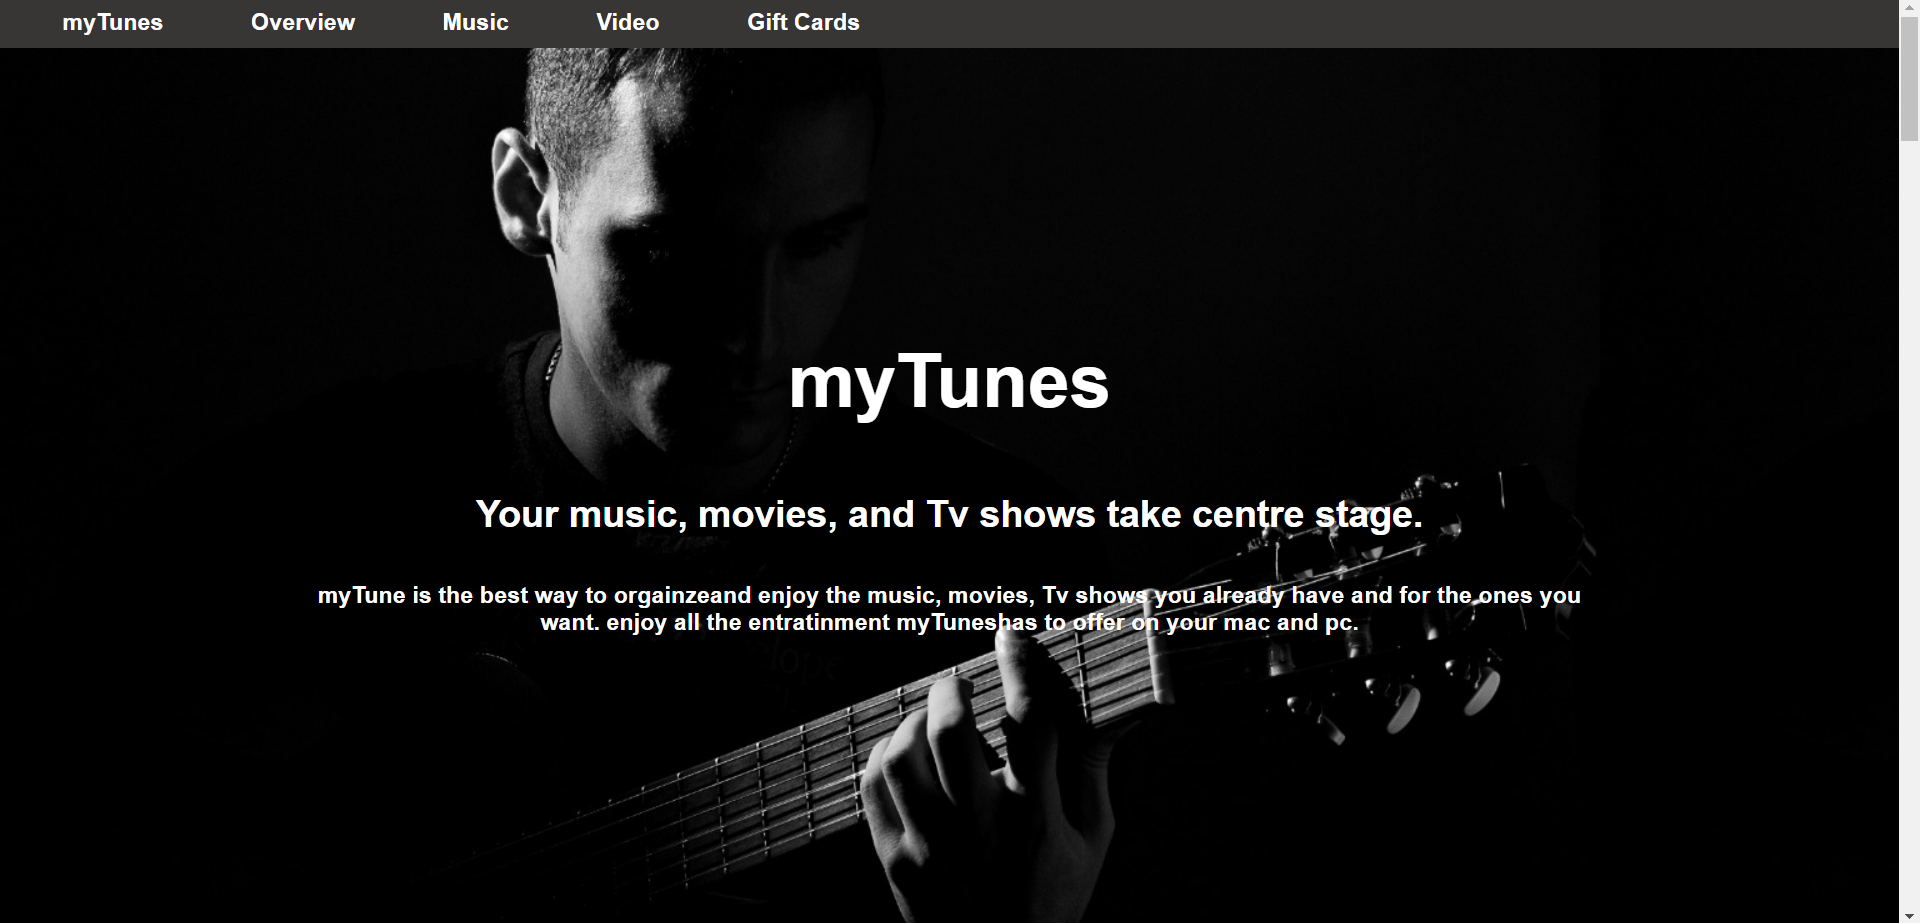 myTunes Overview Music Video Gift Cards
myTunes
Your music, movies, and Tv shows take centre stage.
myTune is the best way to orgainzeand enjoy the music, movies, Tv shows you already have and for the ones you
want. enjoy all the entratinment myTuneshas to offer on your mac and pc.